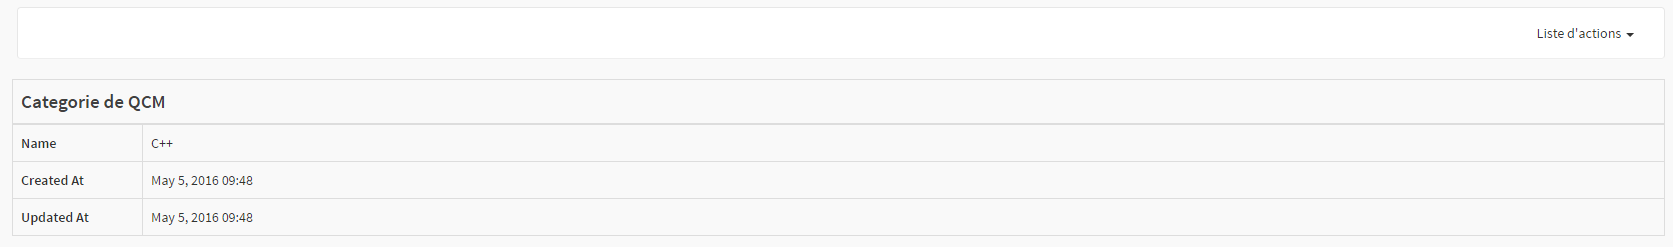 Liste d'actions
Categorie de QCM
Name C++
Created At May 5, 2016 09:48
Updated At May 5, 2016 09:48